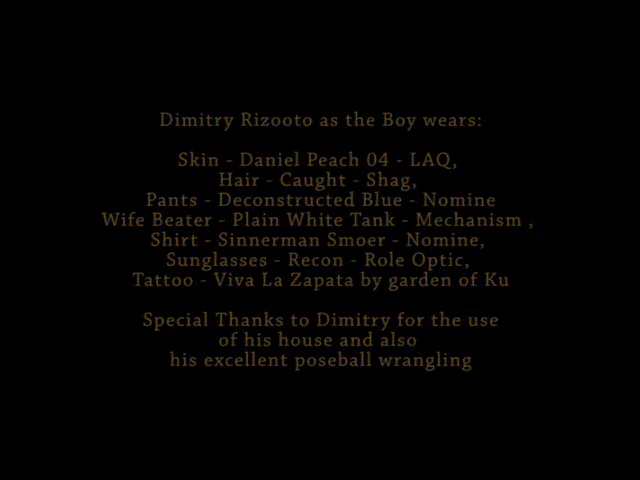 Dimitry Rizooto as the Boy wears:
Skin - Daniel Peach 04 - LAQ,
Hair - Caught - Shag,
Pants - Deconstructed Blue - Nomine
Wife Beater - Plain White Tank - Mechanism ,
Shirt - Sinnerman Smoer - Nomine,
Sunglasses - Recon - Role Optic,
Tattoo - Viva La Zapata by garden of Ku
Special Thanks to Dimitry for the use
of his house and also
his excellent poseball wrangling